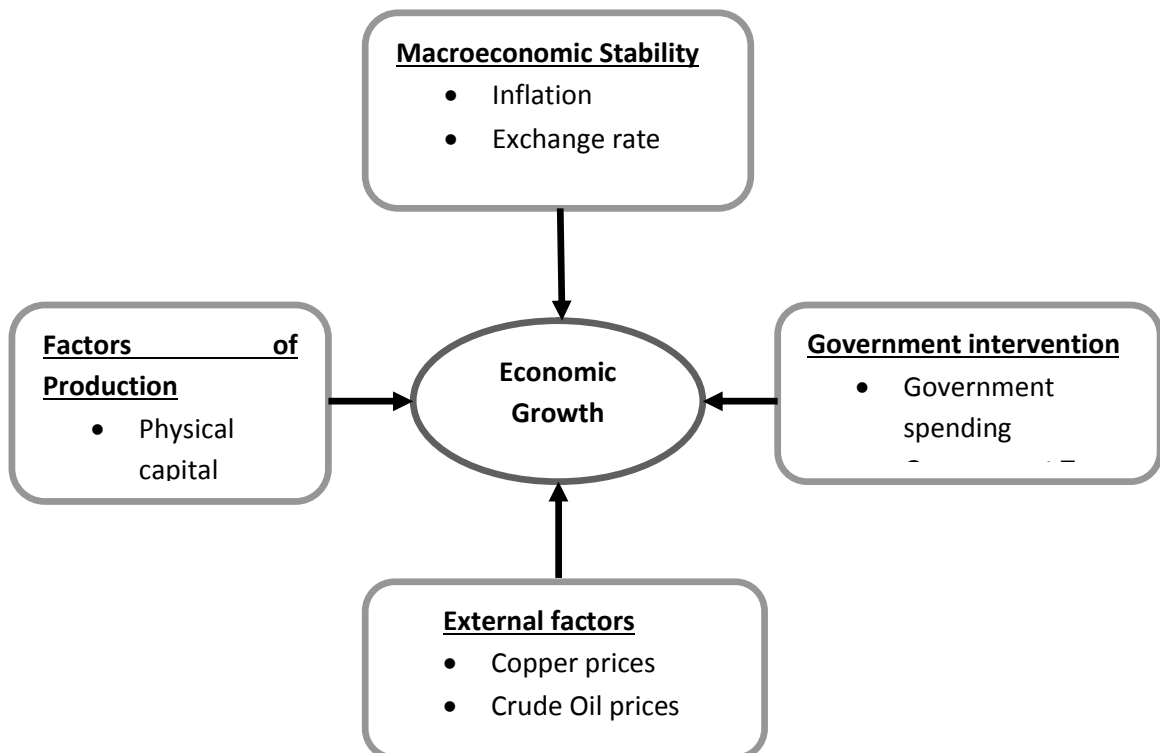 Macroeconomic Stability
• Inflation
• Exchange rate
Factors of
Production
• Physical
capital
Economic
Growth
Government intervention
• Government
spending
External factors
• Copper prices
• Crude Oil prices